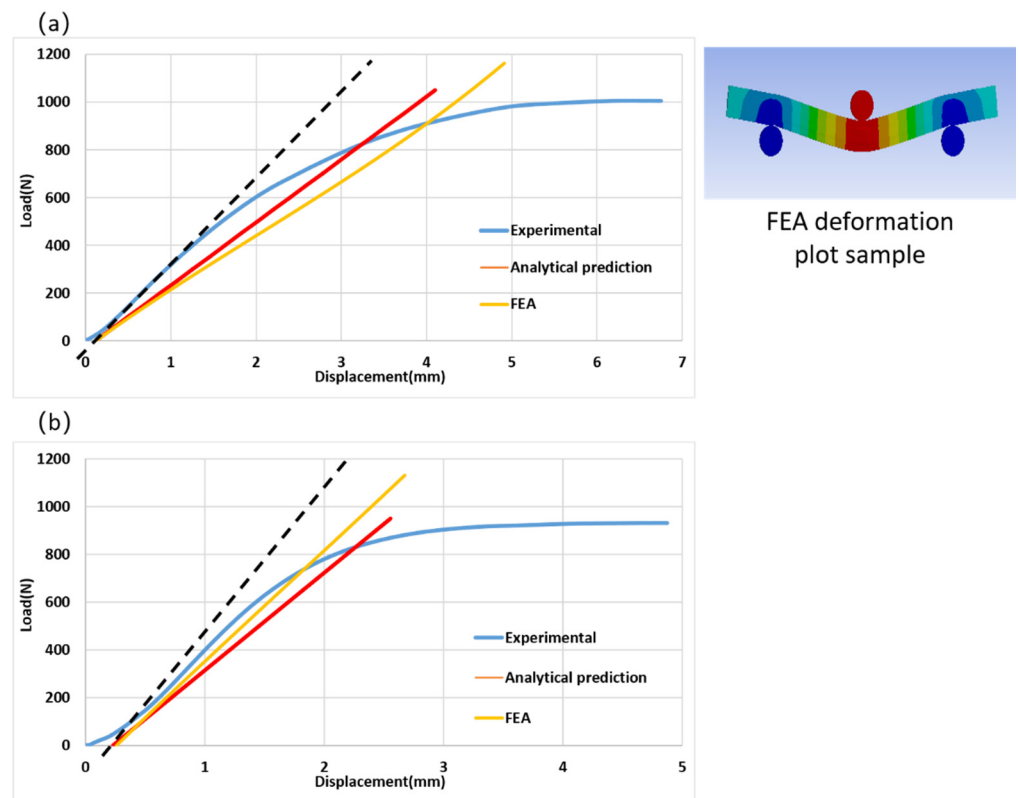 (a)
1200
1000
800
600
400
200
0
Load(N)
Experimental
Analytical prediction
FEA
0 1 2 3 4 5 6 7
Displacement(mm)
FEA deformation
plot sample
(b)
1200
1000
800
600
400
200
0
Load(N)
Experimental
Analytical prediction
FEA
0 1 2 3 4 5
Displacement(mm)